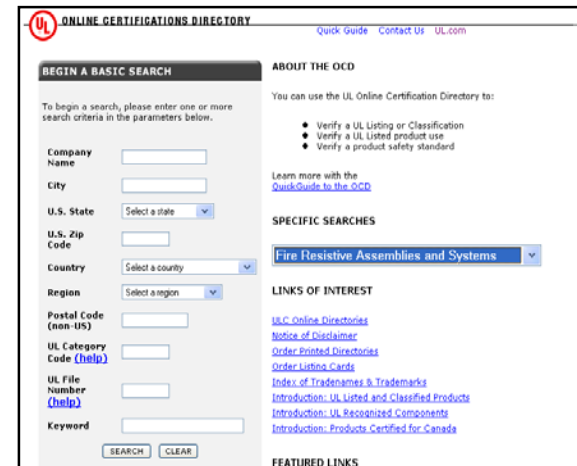 UL
ONLINE CERTIFICATIONS DIRECTORY
Quick Guide Contact Us UL.com
BEGIN A BASIC SEARCH
To begin a search, please enter one or more
search criteria in the parameters below.
Company
Name
City
U.S. State Select a state
U.S. Zip
Code
Country Select a country
Region Select a region
Postal Code
(non-US)
UL Category
Code (help)
UL File
Number
(help)
Keyword
SEARCH CLEAR
ABOUT THE OCD
You can use the UL Online Certification Directory to:
Verify a UL Listing or Classification
Verify a UL Listed product use
Verify a product safety standard
Learn more with the
QuickGuide to the OCD
SPECIFIC SEARCHES
Fire Resistive Assemblies and Systems
LINKS OF INTEREST
ULC Online Directories
Notice of Disclaimer
Order Printed Directories
Order Listing Cards
Index of Tradenames & Trademarks
Introduction: UL Listed and Classified Products
Introduction: UL Recognized Components
Introduction: Products Certified for Canada
FEATURED LINKS